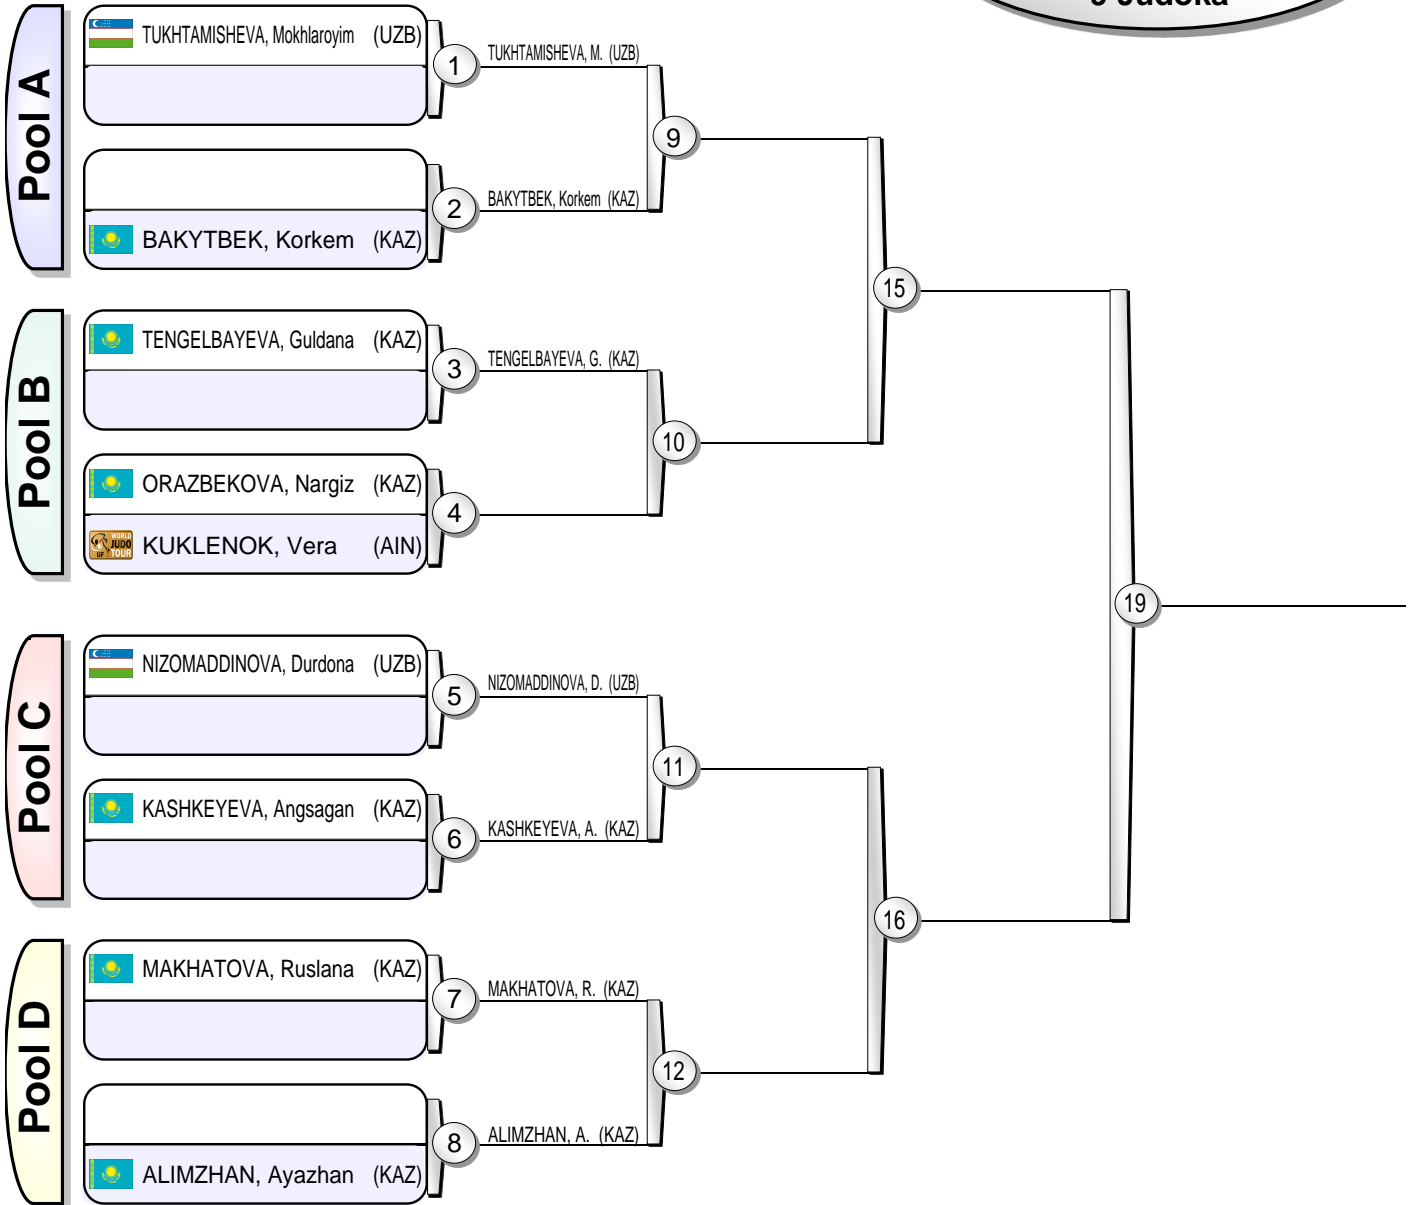 Judoka
Pool A
TUKHTAMISHEVA, Mokhlaroyim (UZB)
1
TUKHTAMISHEVA, M. (UZB)
9
2
BAKYTBEK, Korkem (KAZ)
BAKYTBEK, Korkem (KAZ)
15
Pool B
TENGELBAYEVA, Guldana (KAZ)
3
TENGELBAYEVA, G. (KAZ)
10
ORAZBEKOVA, Nargiz (KAZ)
4
WORLD JUDO TOUR
IJF
KUKLENOK, Vera (AIN)
19
Pool C
NIZOMADDINOVA, Durdona (UZB)
5
NIZOMADDINOVA, D. (UZB)
11
KASHKEYEVA, Angsagan (KAZ)
6
KASHKEYEVA, A. (KAZ)
16
Pool D
MAKHATOVA, Ruslana (KAZ)
7
MAKHATOVA, R. (KAZ)
12
8
ALIMZHAN, A. (KAZ)
ALIMZHAN, Ayazhan (KAZ)